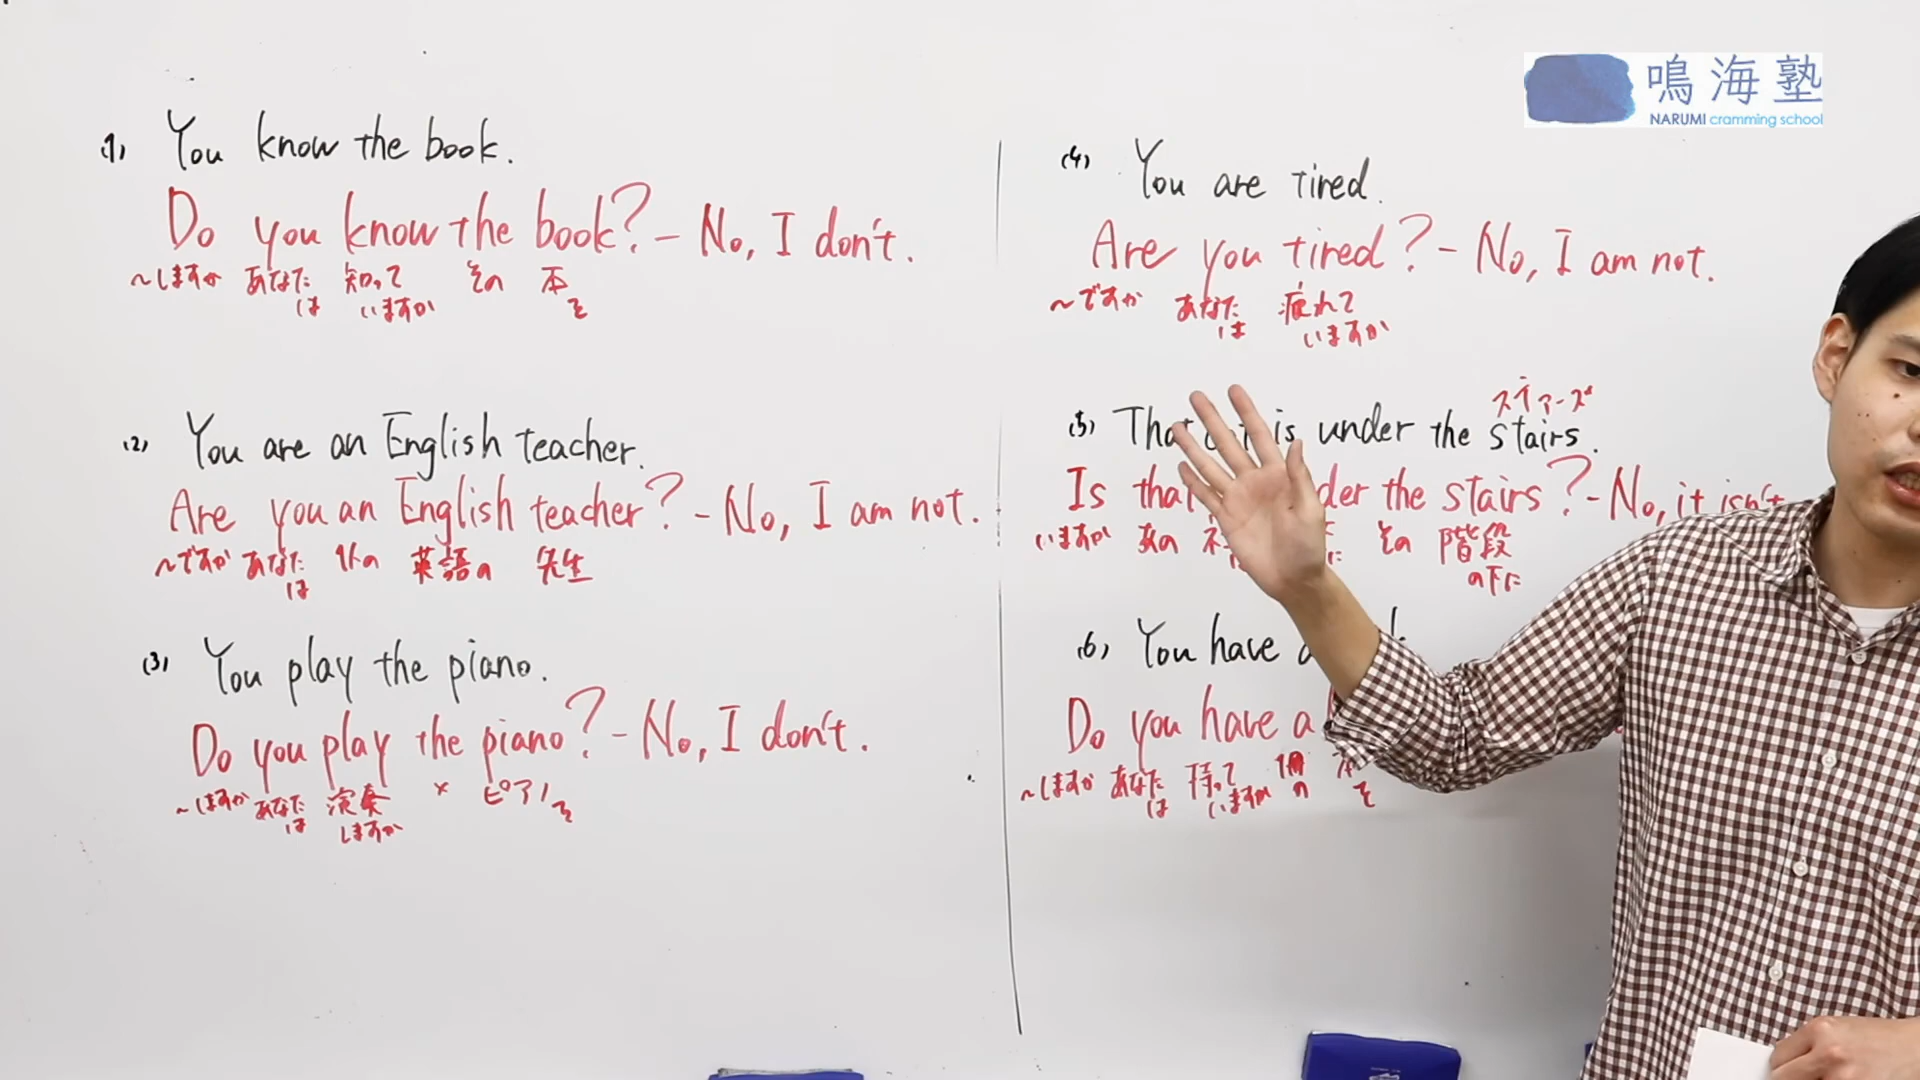 鳴海塾
NARUMI cramming school
(1) You know the book.
Do you know the book? - No, I don't.
~しますか あなた 知って その 本
は いますか を
(2) You are an English teacher.
Are you an English teacher? - No, I am not.
~ですか あなた 1人の 英語の 先生
は
(3) You play the piano.
Do you play the piano? - No, I don't.
~しますか あなた 演奏 × ピアノ
は しますか を
(4) You are tired.
Are you tired? - No, I am not.
~ですか あなた 疲れて
は いますか
ステアーズ
(5) That is under the stairs.
Is that the stairs? - No, it isn't
いますか あの その 階段
の下に
(6) You have a
Do you have a
~しますか あなた 持って 1冊 本
は いますか の を